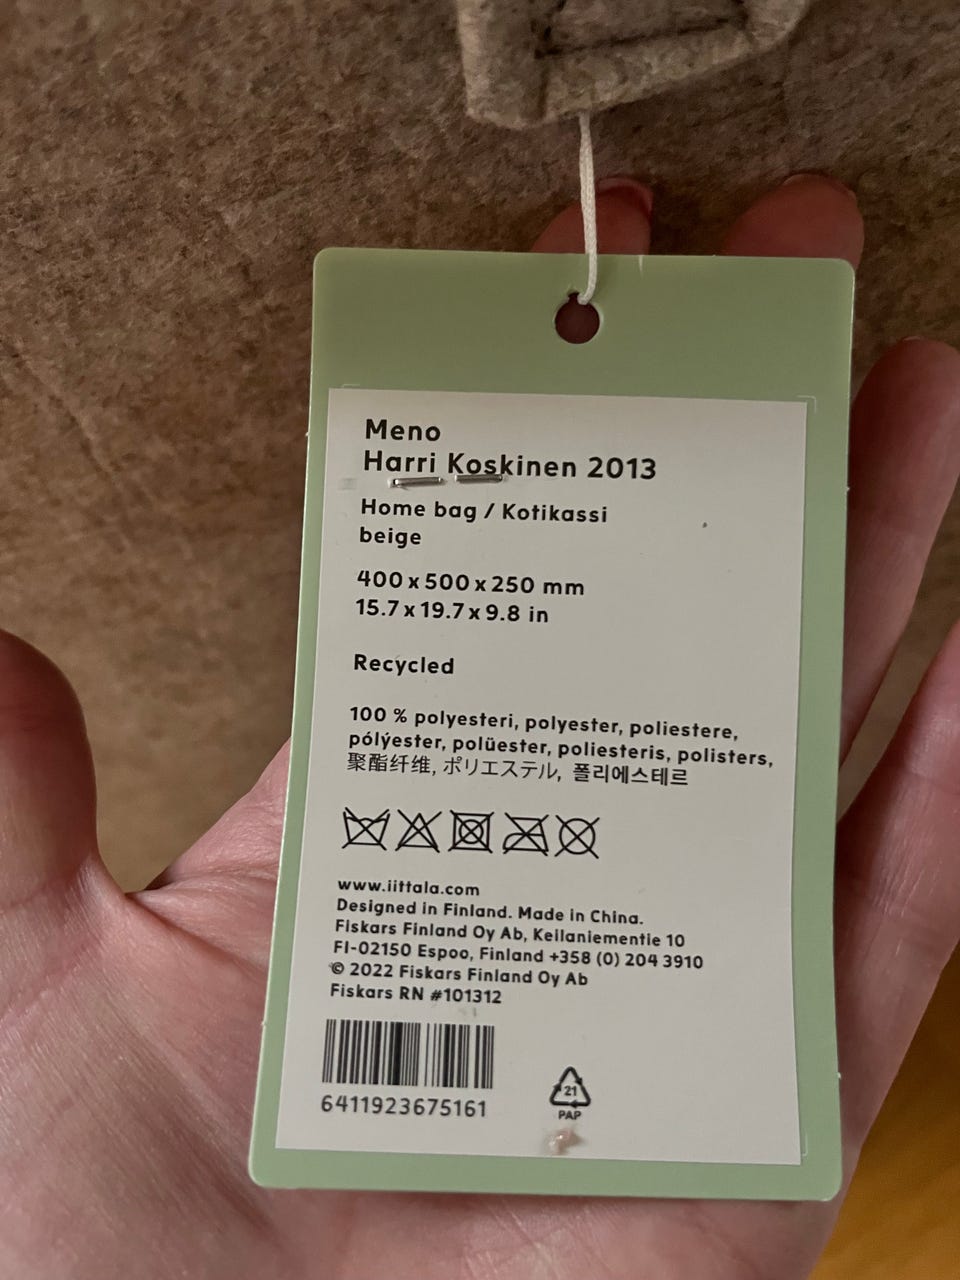 Meno
Harri Koskinen 2013
Home bag / Kotikassi
beige
400 x 500 x 250 mm
15.7 x 19.7 x 9.8 in
Recycled
100 % polyesteri, polyester, poliestere,
pólýester, polüester, poliesteris, polisters,
聚酯纤维, ポリエステル, 폴리에스테르
www.iittala.com
Designed in Finland. Made in China.
Fiskars Finland Oy Ab, Keilaniementie 10
FI-02150 Espoo, Finland +358 (0) 204 3910
© 2022 Fiskars Finland Oy Ab
Fiskars RN #101312
6411923675161
21
PAP